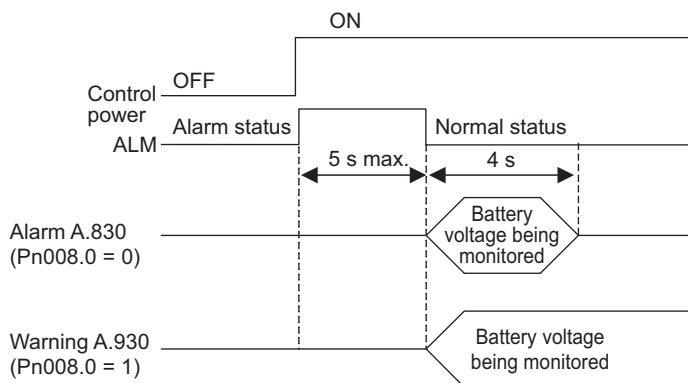 ON
OFF
Control
power
ALM
Alarm status
Normal status
5 s max.
4 s
Alarm A.830
(Pn008.0 = 0)
Battery
voltage being
monitored
Warning A.930
(Pn008.0 = 1)
Battery voltage
being monitored